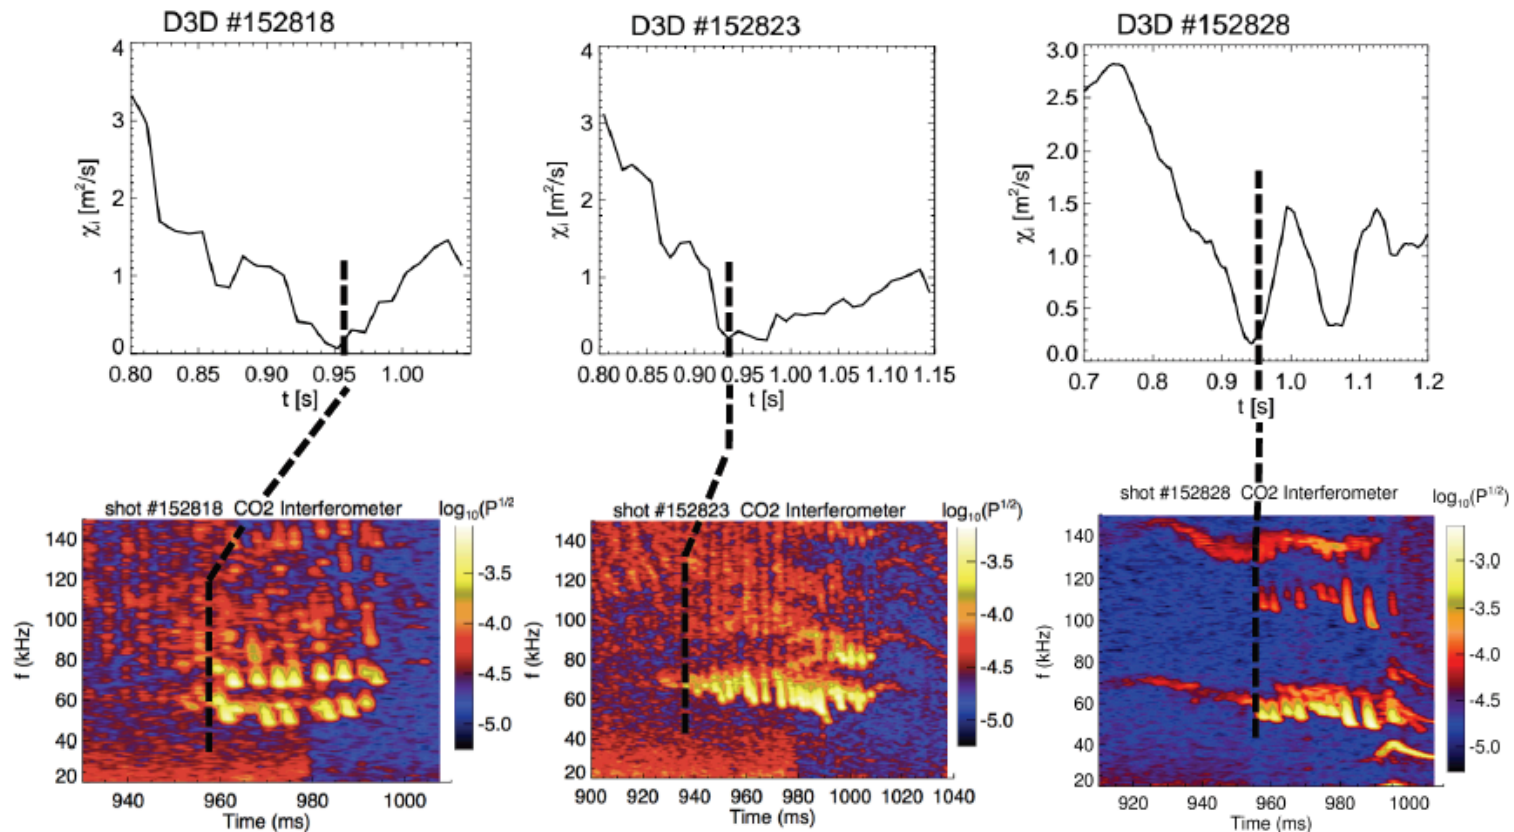 D3D #152818
D3D #152823
D3D #152828
χi [m²/s]
4
3
2
1
0
0.80 0.85 0.90 0.95 1.00
t [s]
χi [m²/s]
4
3
2
1
0
0.80 0.85 0.90 0.95 1.00 1.05 1.10 1.15
t [s]
χi [m²/s]
3.0
2.5
2.0
1.5
1.0
0.5
0.0
0.7 0.8 0.9 1.0 1.1 1.2
t [s]
shot #152818 CO2 Interferometer
log10(P^1/2
f (kHz)
140
120
100
80
60
40
20
940 960 980 1000
Time (ms)
-3.5
-4.0
-4.5
-5.0
shot #152823 CO2 Interferometer
log10(P^1/2)
f (kHz)
140
120
100
80
60
40
20
900 920 940 960 980 1000 1020 1040
Time (ms)
-3.5
-4.0
-4.5
-5.0
shot #152828 CO2 Interferometer
log10(P^1/2)
f (kHz)
140
120
100
80
60
40
20
920 940 960 980 1000
Time (ms)
-3.0
-3.5
-4.0
-4.5
-5.0